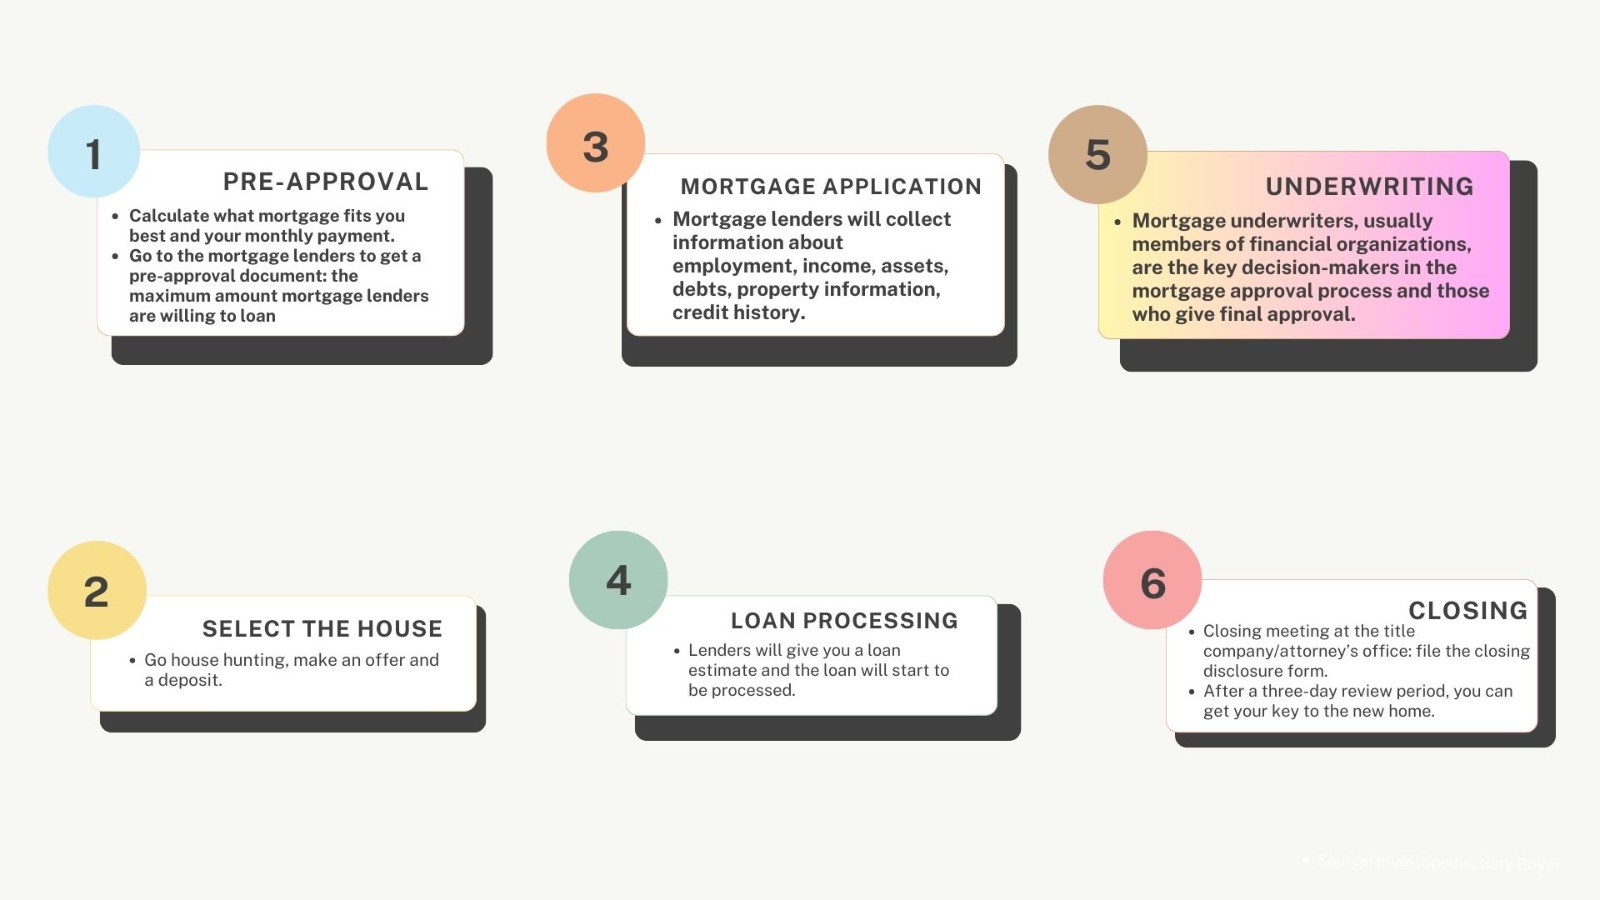 1
PRE-APPROVAL
• Calculate what mortgage fits you
best and your monthly payment.
• Go to the mortgage lenders to get a
pre-approval document: the
maximum amount mortgage lenders
are willing to loan
2
SELECT THE HOUSE
• Go house hunting, make an offer and
a deposit.
3
MORTGAGE APPLICATION
• Mortgage lenders will collect
information about
employment, income, assets,
debts, property information,
credit history.
4
LOAN PROCESSING
• Lenders will give you a loan
estimate and the loan will start to
be processed.
5
UNDERWRITING
• Mortgage underwriters, usually
members of financial organizations,
are the key decision-makers in the
mortgage approval process and those
who give final approval.
6
CLOSING
• Closing meeting at the title
company/attorney's office: file the closing
disclosure form.
• After a three-day review period, you can
get your key to the new home.
• Source: Investopedia, Gary Boyer